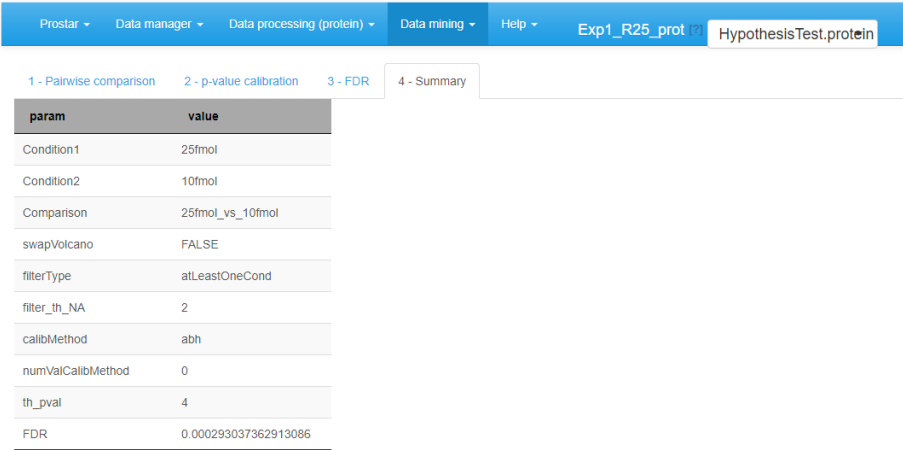 Prostar Data manager Data processing (protein) Data mining Help Exp1_R25_prot [?] HypothesisTest.protein
1 - Pairwise comparison 2 - p-value calibration 3 - FDR 4 - Summary
param value
Condition1 25fmol
Condition2 10fmol
Comparison 25fmol_vs_10fmol
swapVolcano FALSE
filterType atLeastOneCond
filter_th_NA 2
calibMethod abh
numValCalibMethod 0
th_pval 4
FDR 0.000293037362913086